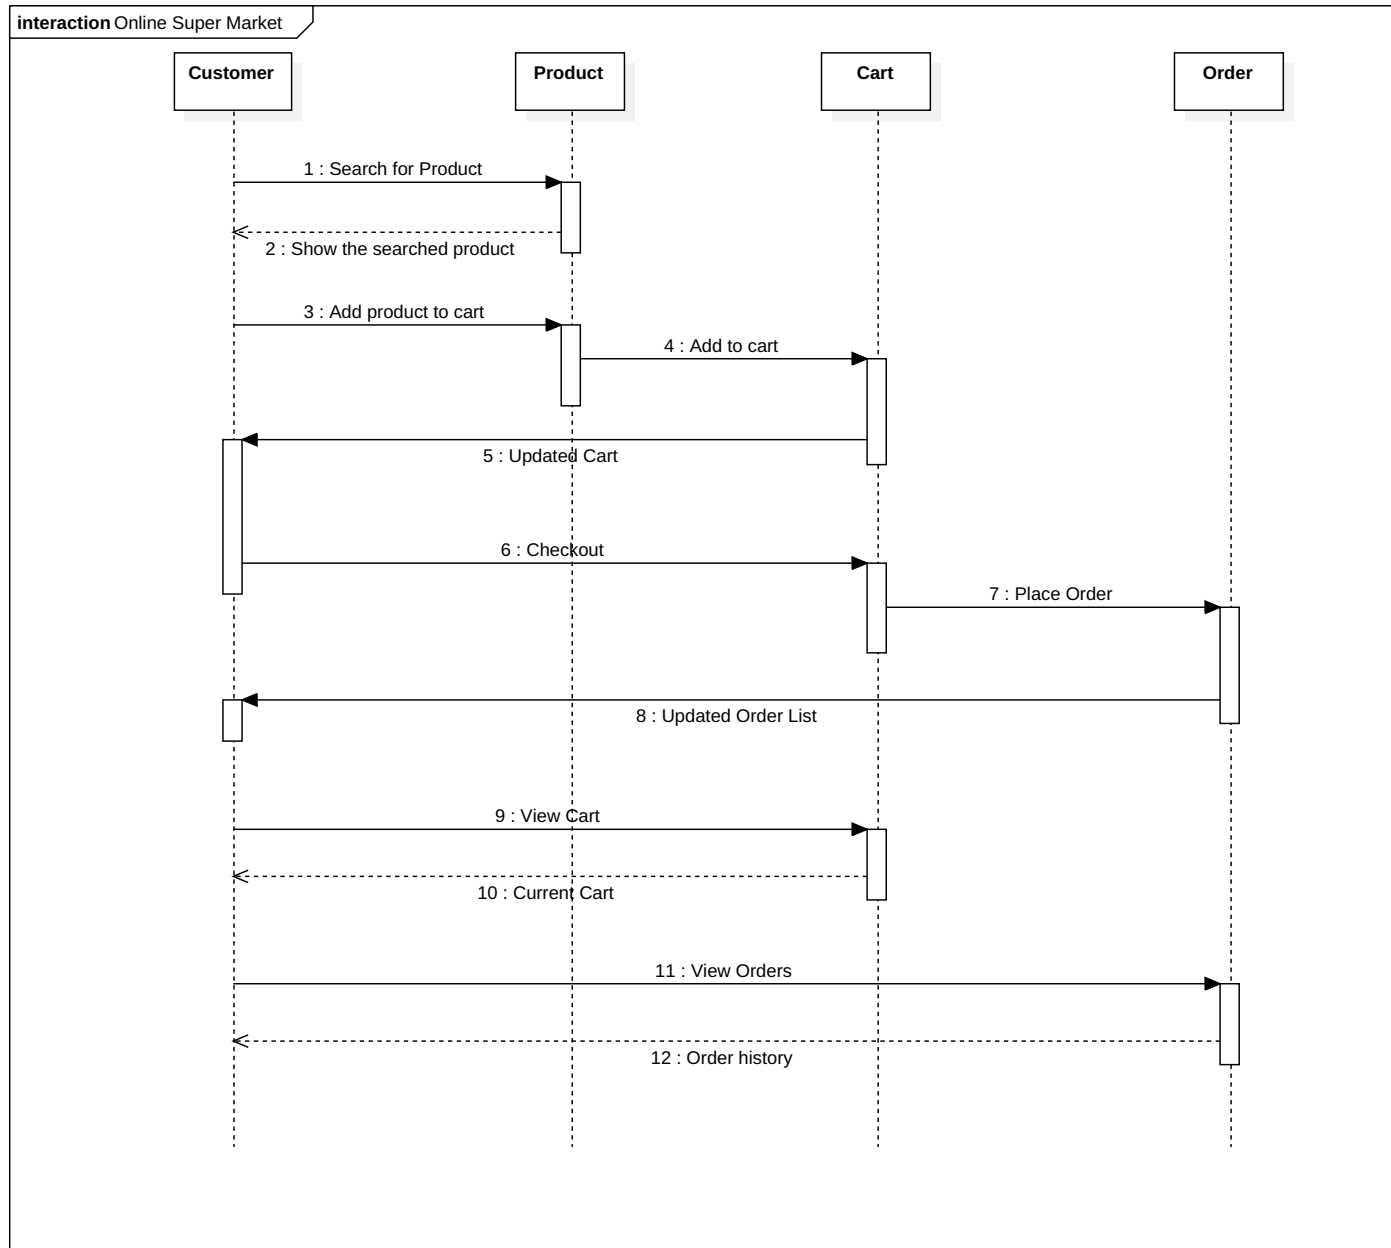 interaction Online Super Market
Customer
Product
Cart
Order
1 : Search for Product
2 : Show the searched product
3 : Add product to cart
4 : Add to cart
5 : Updated Cart
6 : Checkout
7 : Place Order
8 : Updated Order List
9 : View Cart
10 : Current Cart
11 : View Orders
12 : Order history